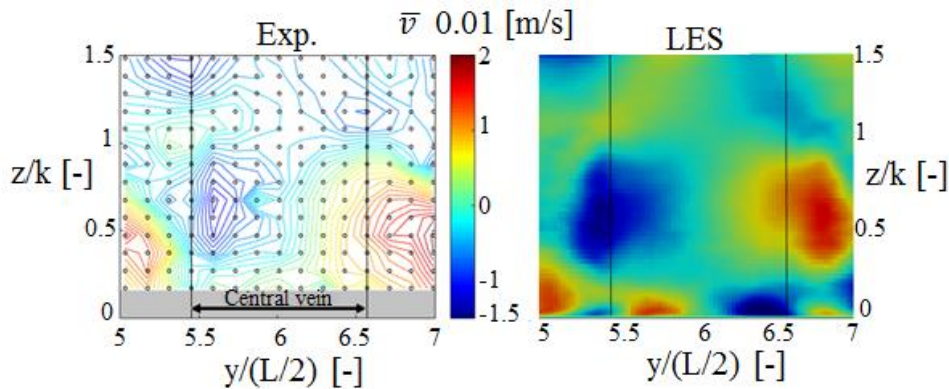 Exp.
v̅ 0.01 [m/s]
LES
1.5
1
z/k [-]
0.5
0
Central vein
5 5.5 6 6.5 7
y/(L/2) [-]
2
1
0
-1
-1.5
1.5
1
z/k [-]
0.5
0
5 5.5 6 6.5 7
y/(L/2) [-]